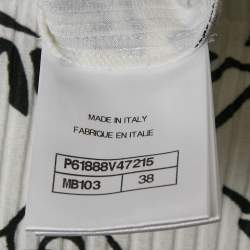 MADE IN ITALY
FABRIQUE EN ITALIE
P61888V47215
MB103 38